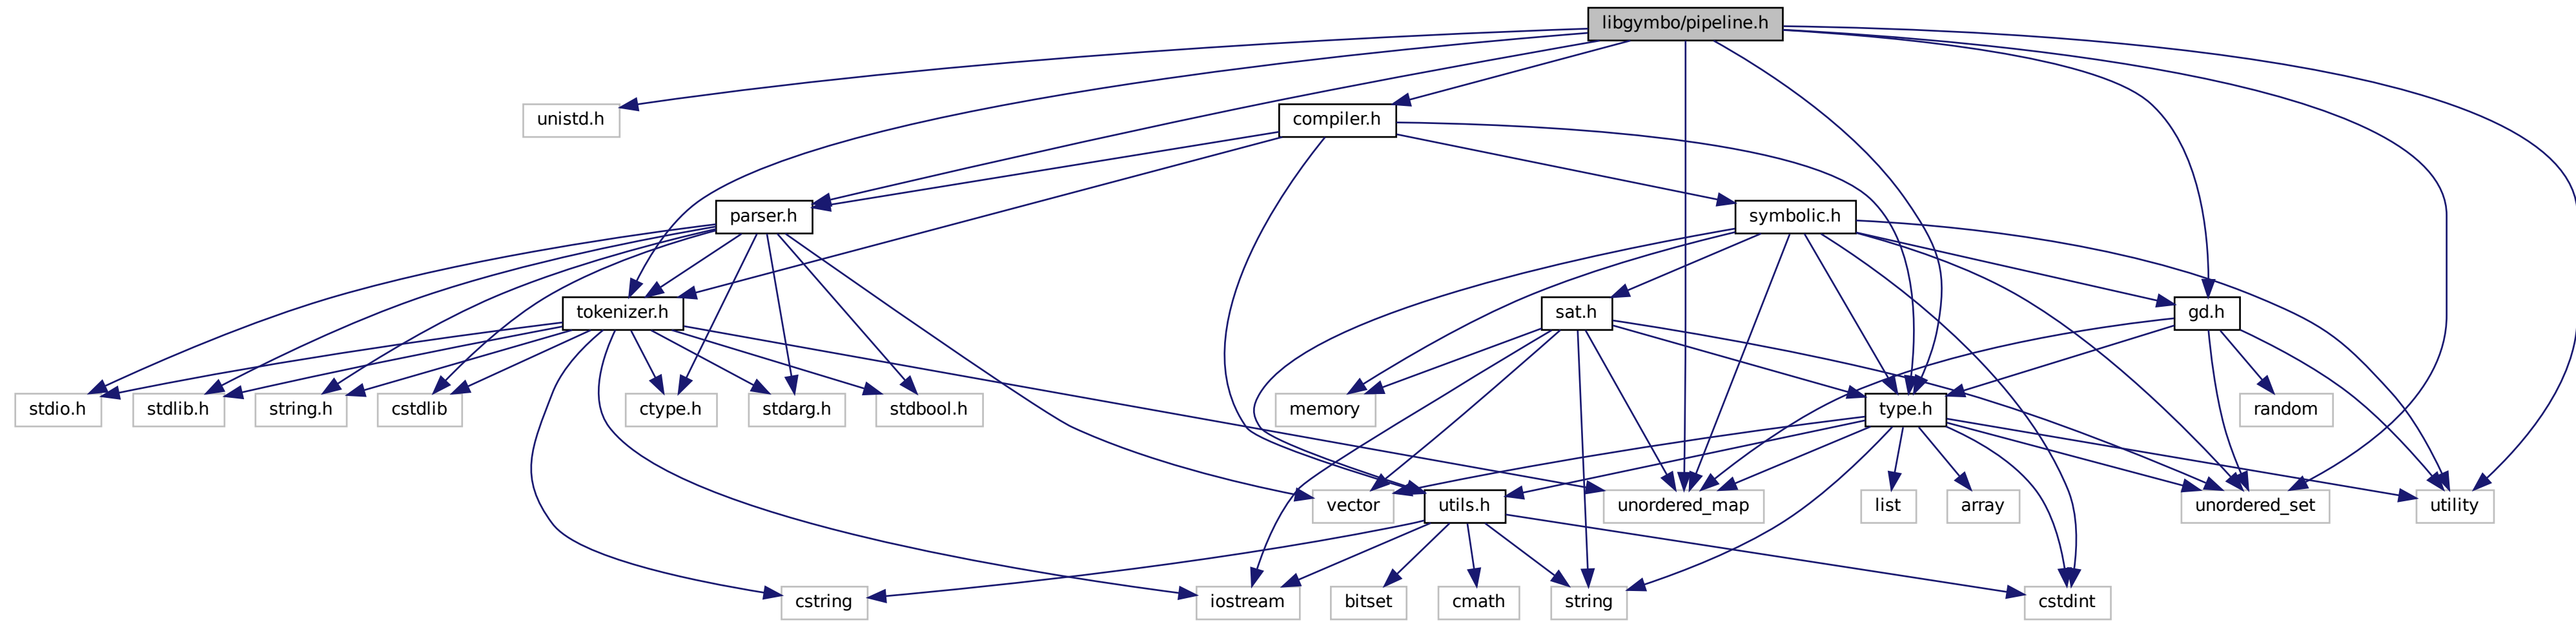 libgymbo/pipeline.h
unistd.h
compiler.h
parser.h
symbolic.h
tokenizer.h
sat.h
gd.h
stdio.h
stdlib.h
string.h
cstdlib
ctype.h
stdarg.h
stdbool.h
memory
type.h
random
vector
utils.h
unordered_map
list
array
unordered_set
utility
cstring
iostream
bitset
cmath
string
cstdint